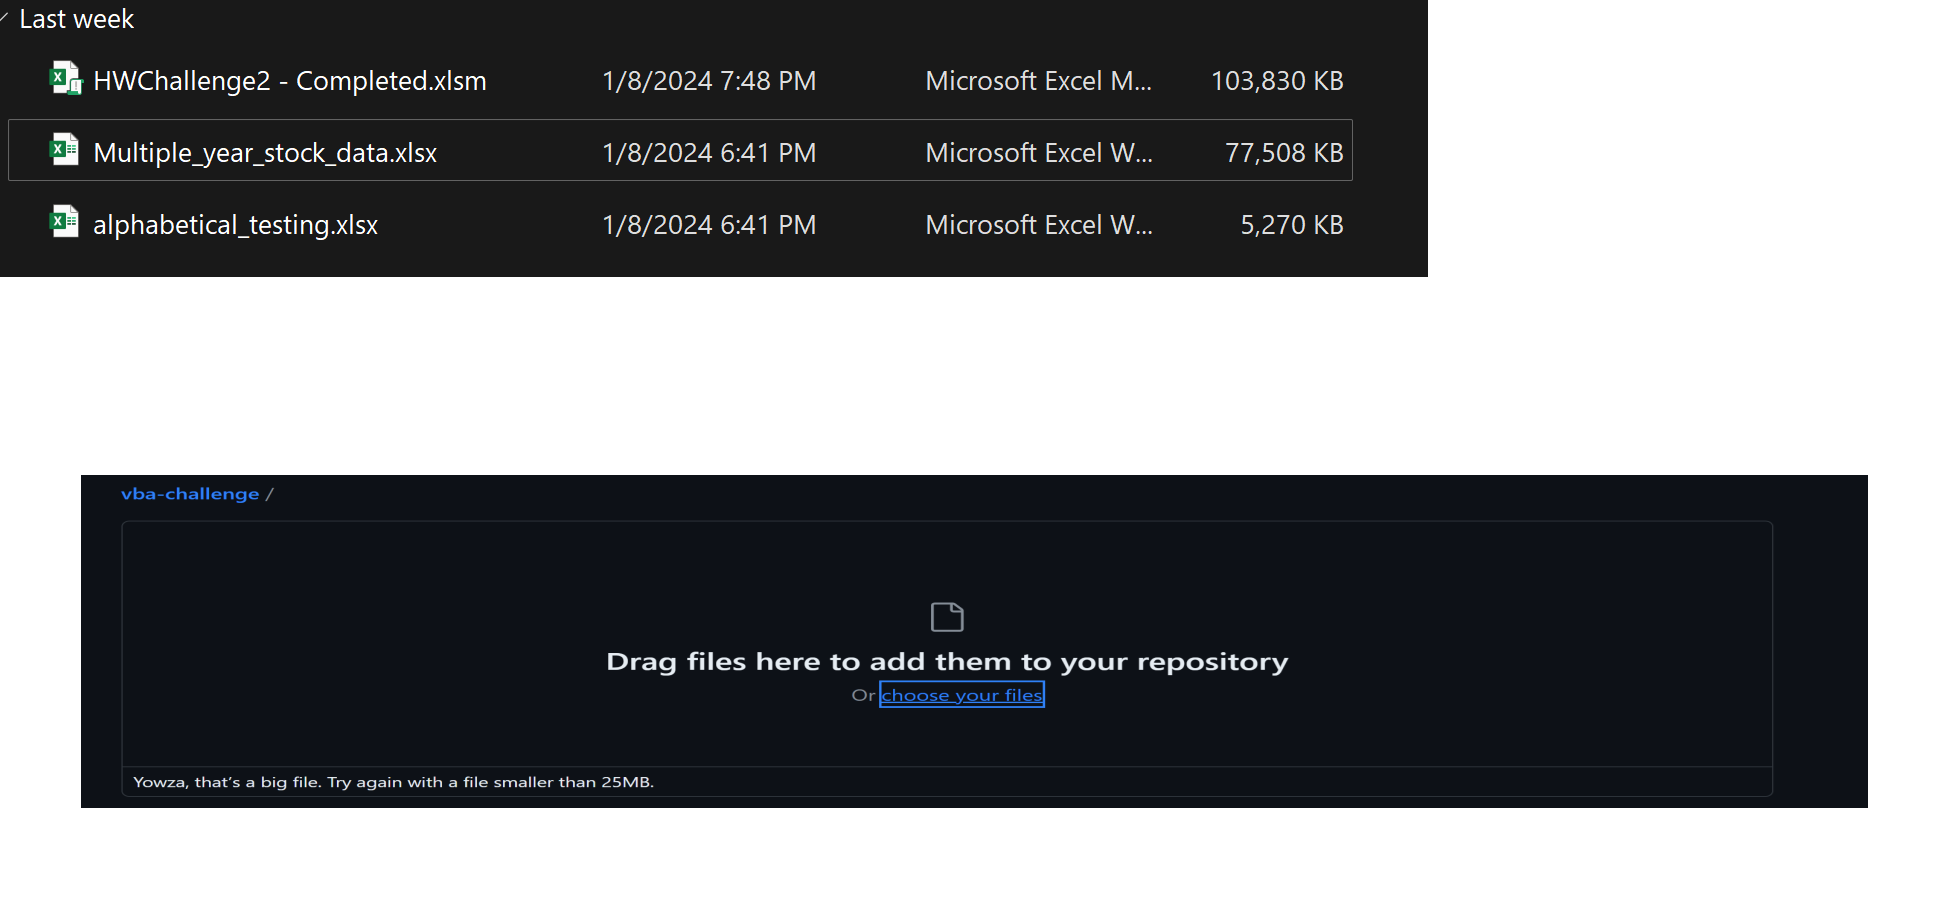 Last week
HWChallenge2 - Completed.xlsm 1/8/2024 7:48 PM Microsoft Excel M... 103,830 KB
Multiple_year_stock_data.xlsx 1/8/2024 6:41 PM Microsoft Excel W... 77,508 KB
alphabetical_testing.xlsx 1/8/2024 6:41 PM Microsoft Excel W... 5,270 KB
vba-challenge /
Drag files here to add them to your repository
Or choose your files
Yowza, that’s a big file. Try again with a file smaller than 25MB.